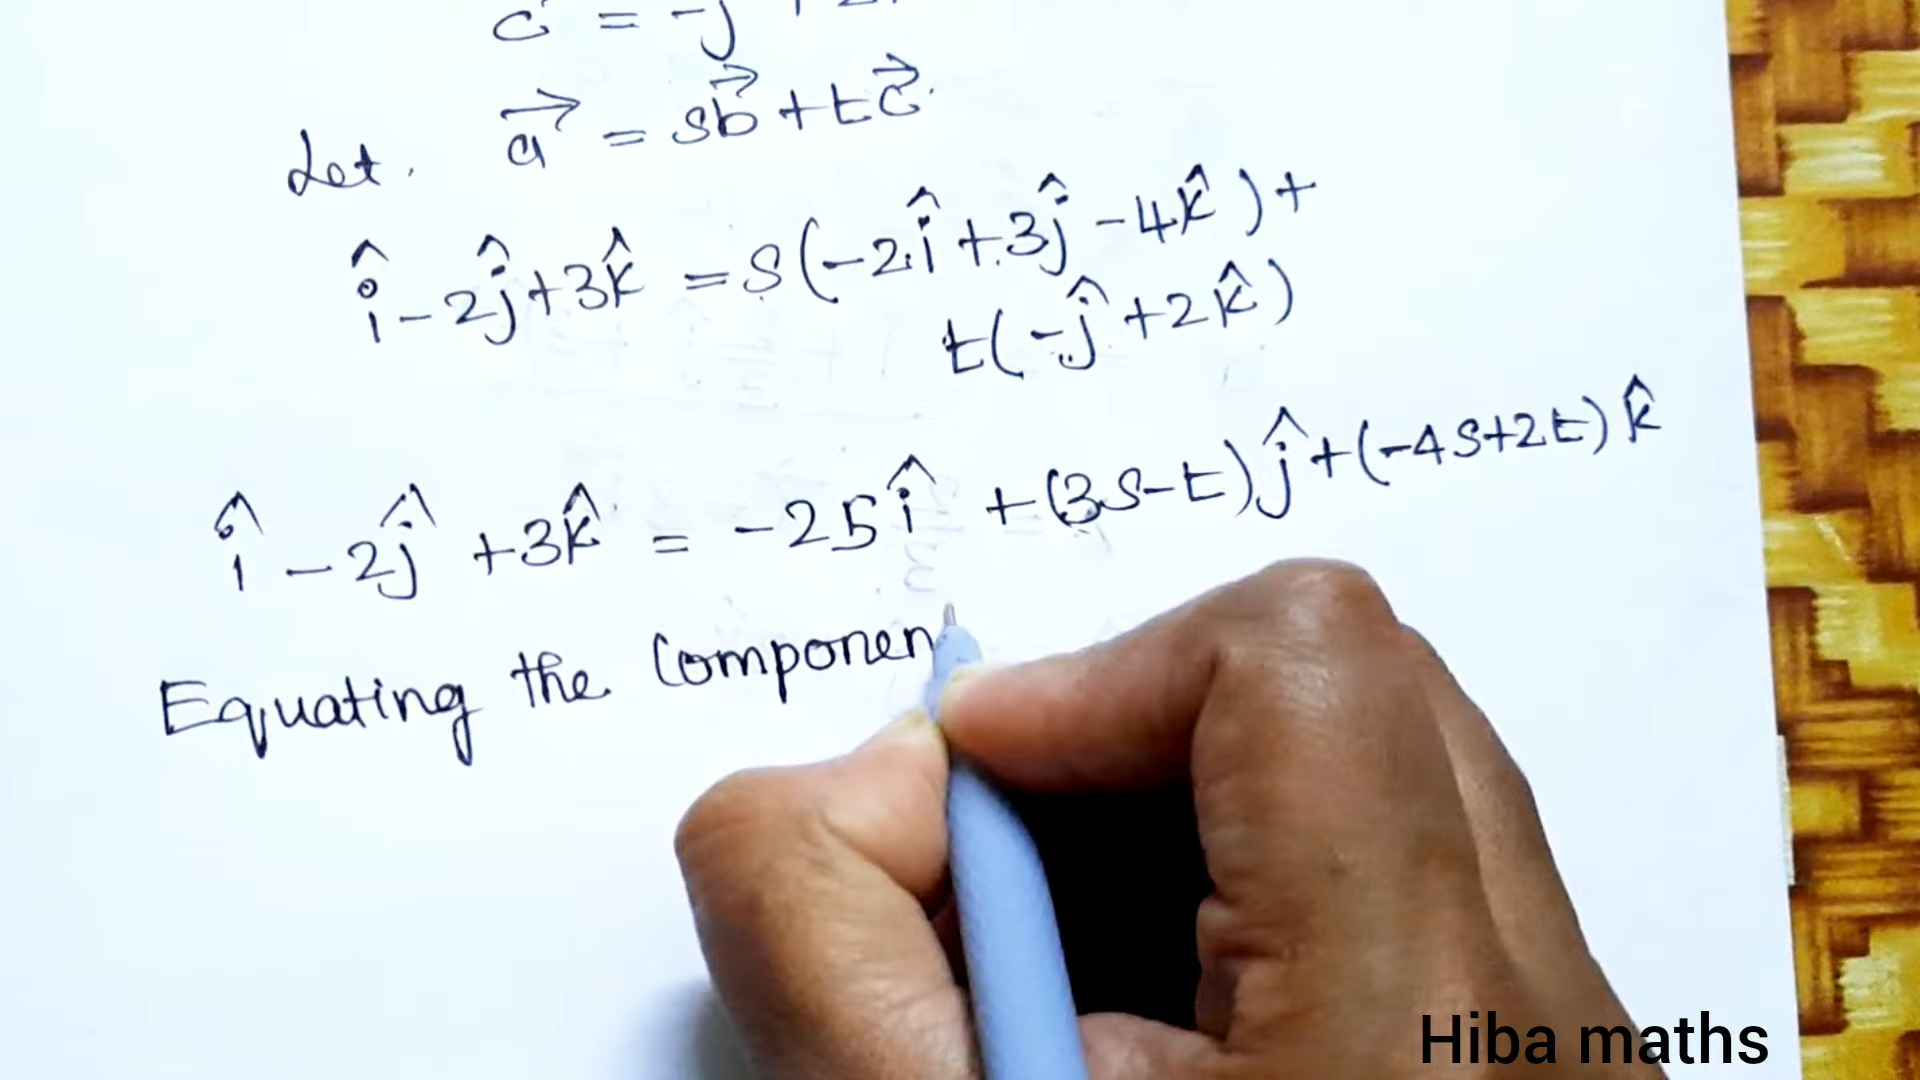 c = -j
Let. a⃗ = sb⃗ + tc⃗.
î - 2ĵ + 3k̂ = s(-2î + 3ĵ - 4k̂) +
t(-ĵ + 2k̂)
î - 2ĵ + 3k̂ = -2sî + (3s-t)ĵ + (-4s+2t)k̂
Equating the Componen
Hiba maths